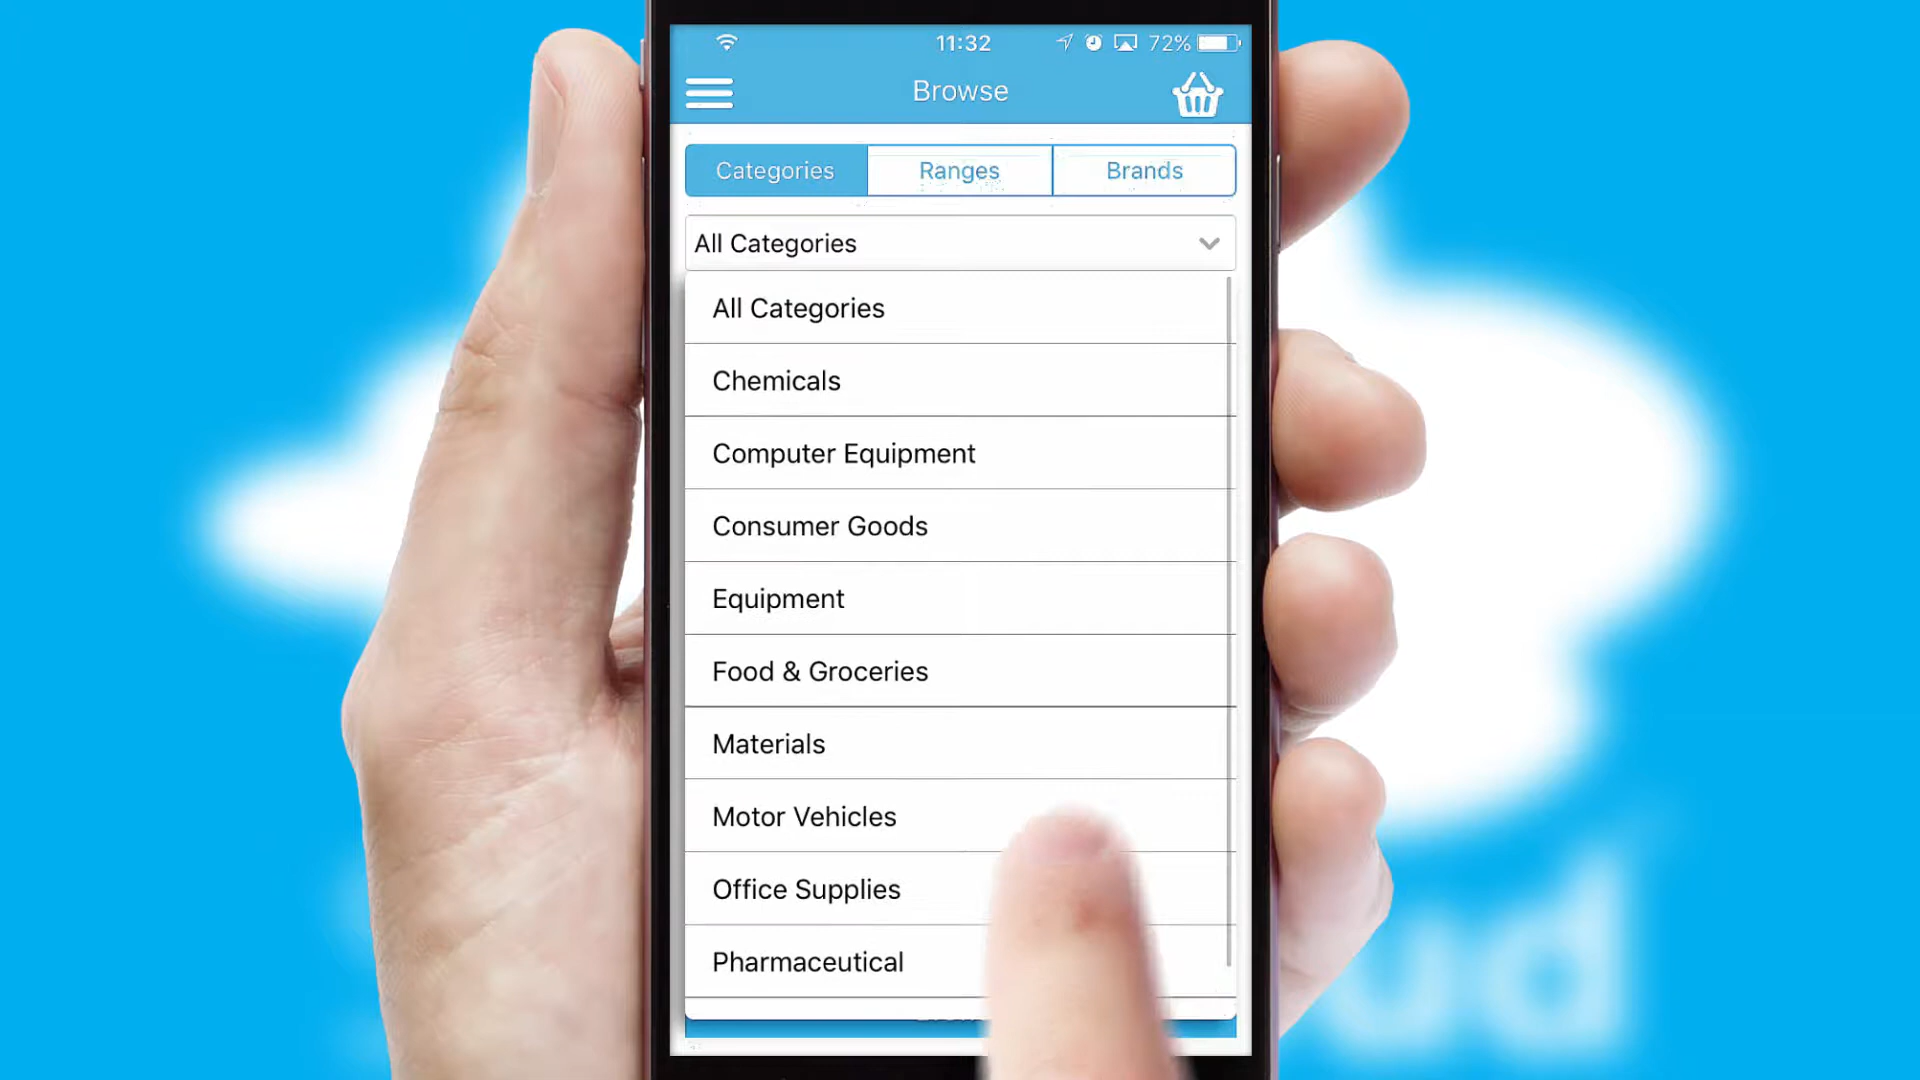 11:32
72%
Browse
Categories
Ranges
Brands
All Categories
All Categories
Chemicals
Computer Equipment
Consumer Goods
Equipment
Food & Groceries
Materials
Motor Vehicles
Office Supplies
Pharmaceutical